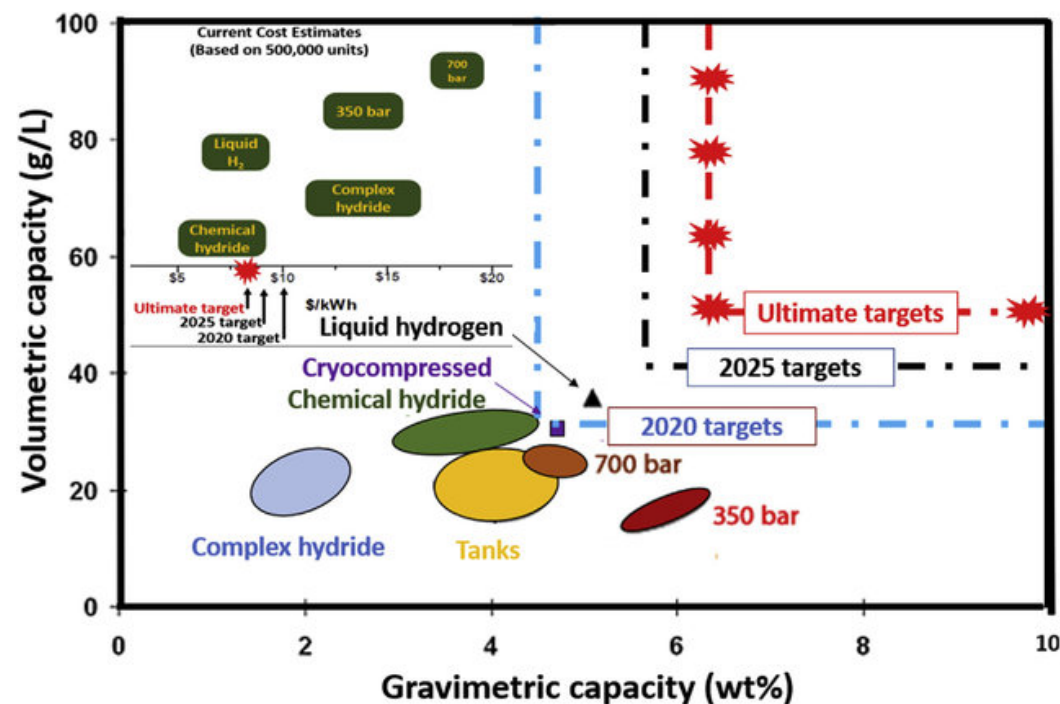 100
80
60
40
20
0
Volumetric capacity (g/L)
Current Cost Estimates
(Based on 500,000 units)
700
bar
350 bar
Liquid
H₂
Complex
hydride
Chemical
hydride
$5
$10
$15
$20
$/kWh
Ultimate target
2025 target
2020 target
Liquid hydrogen
Cryocompressed
Chemical hydride
Ultimate targets
2025 targets
2020 targets
700 bar
350 bar
Complex hydride
Tanks
0
2
4
6
8
10
Gravimetric capacity (wt%)